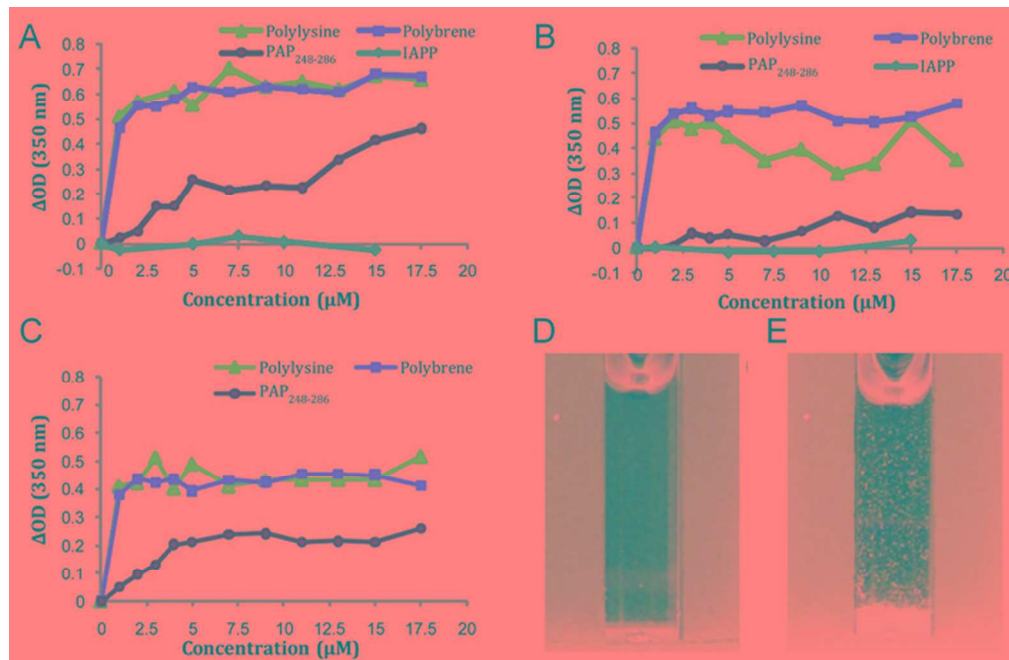 A
Polylysine
Polybrene
PAP248-286
IAPP
ΔOD (350 nm)
0.8
0.7
0.6
0.5
0.4
0.3
0.2
0.1
0
-0.1
0 2.5 5 7.5 10 12.5 15 17.5 20
Concentration (μM)
B
Polylysine
Polybrene
PAP248-286
IAPP
ΔOD (350 nm)
0.8
0.7
0.6
0.5
0.4
0.3
0.2
0.1
0
-0.1
0 2.5 5 7.5 10 12.5 15 17.5 20
Concentration (μM)
C
Polylysine
Polybrene
PAP248-286
ΔOD (350 nm)
0.8
0.7
0.6
0.5
0.4
0.3
0.2
0.1
0
0 2.5 5 7.5 10 12.5 15 17.5 20
Concentration (μM)
D
E